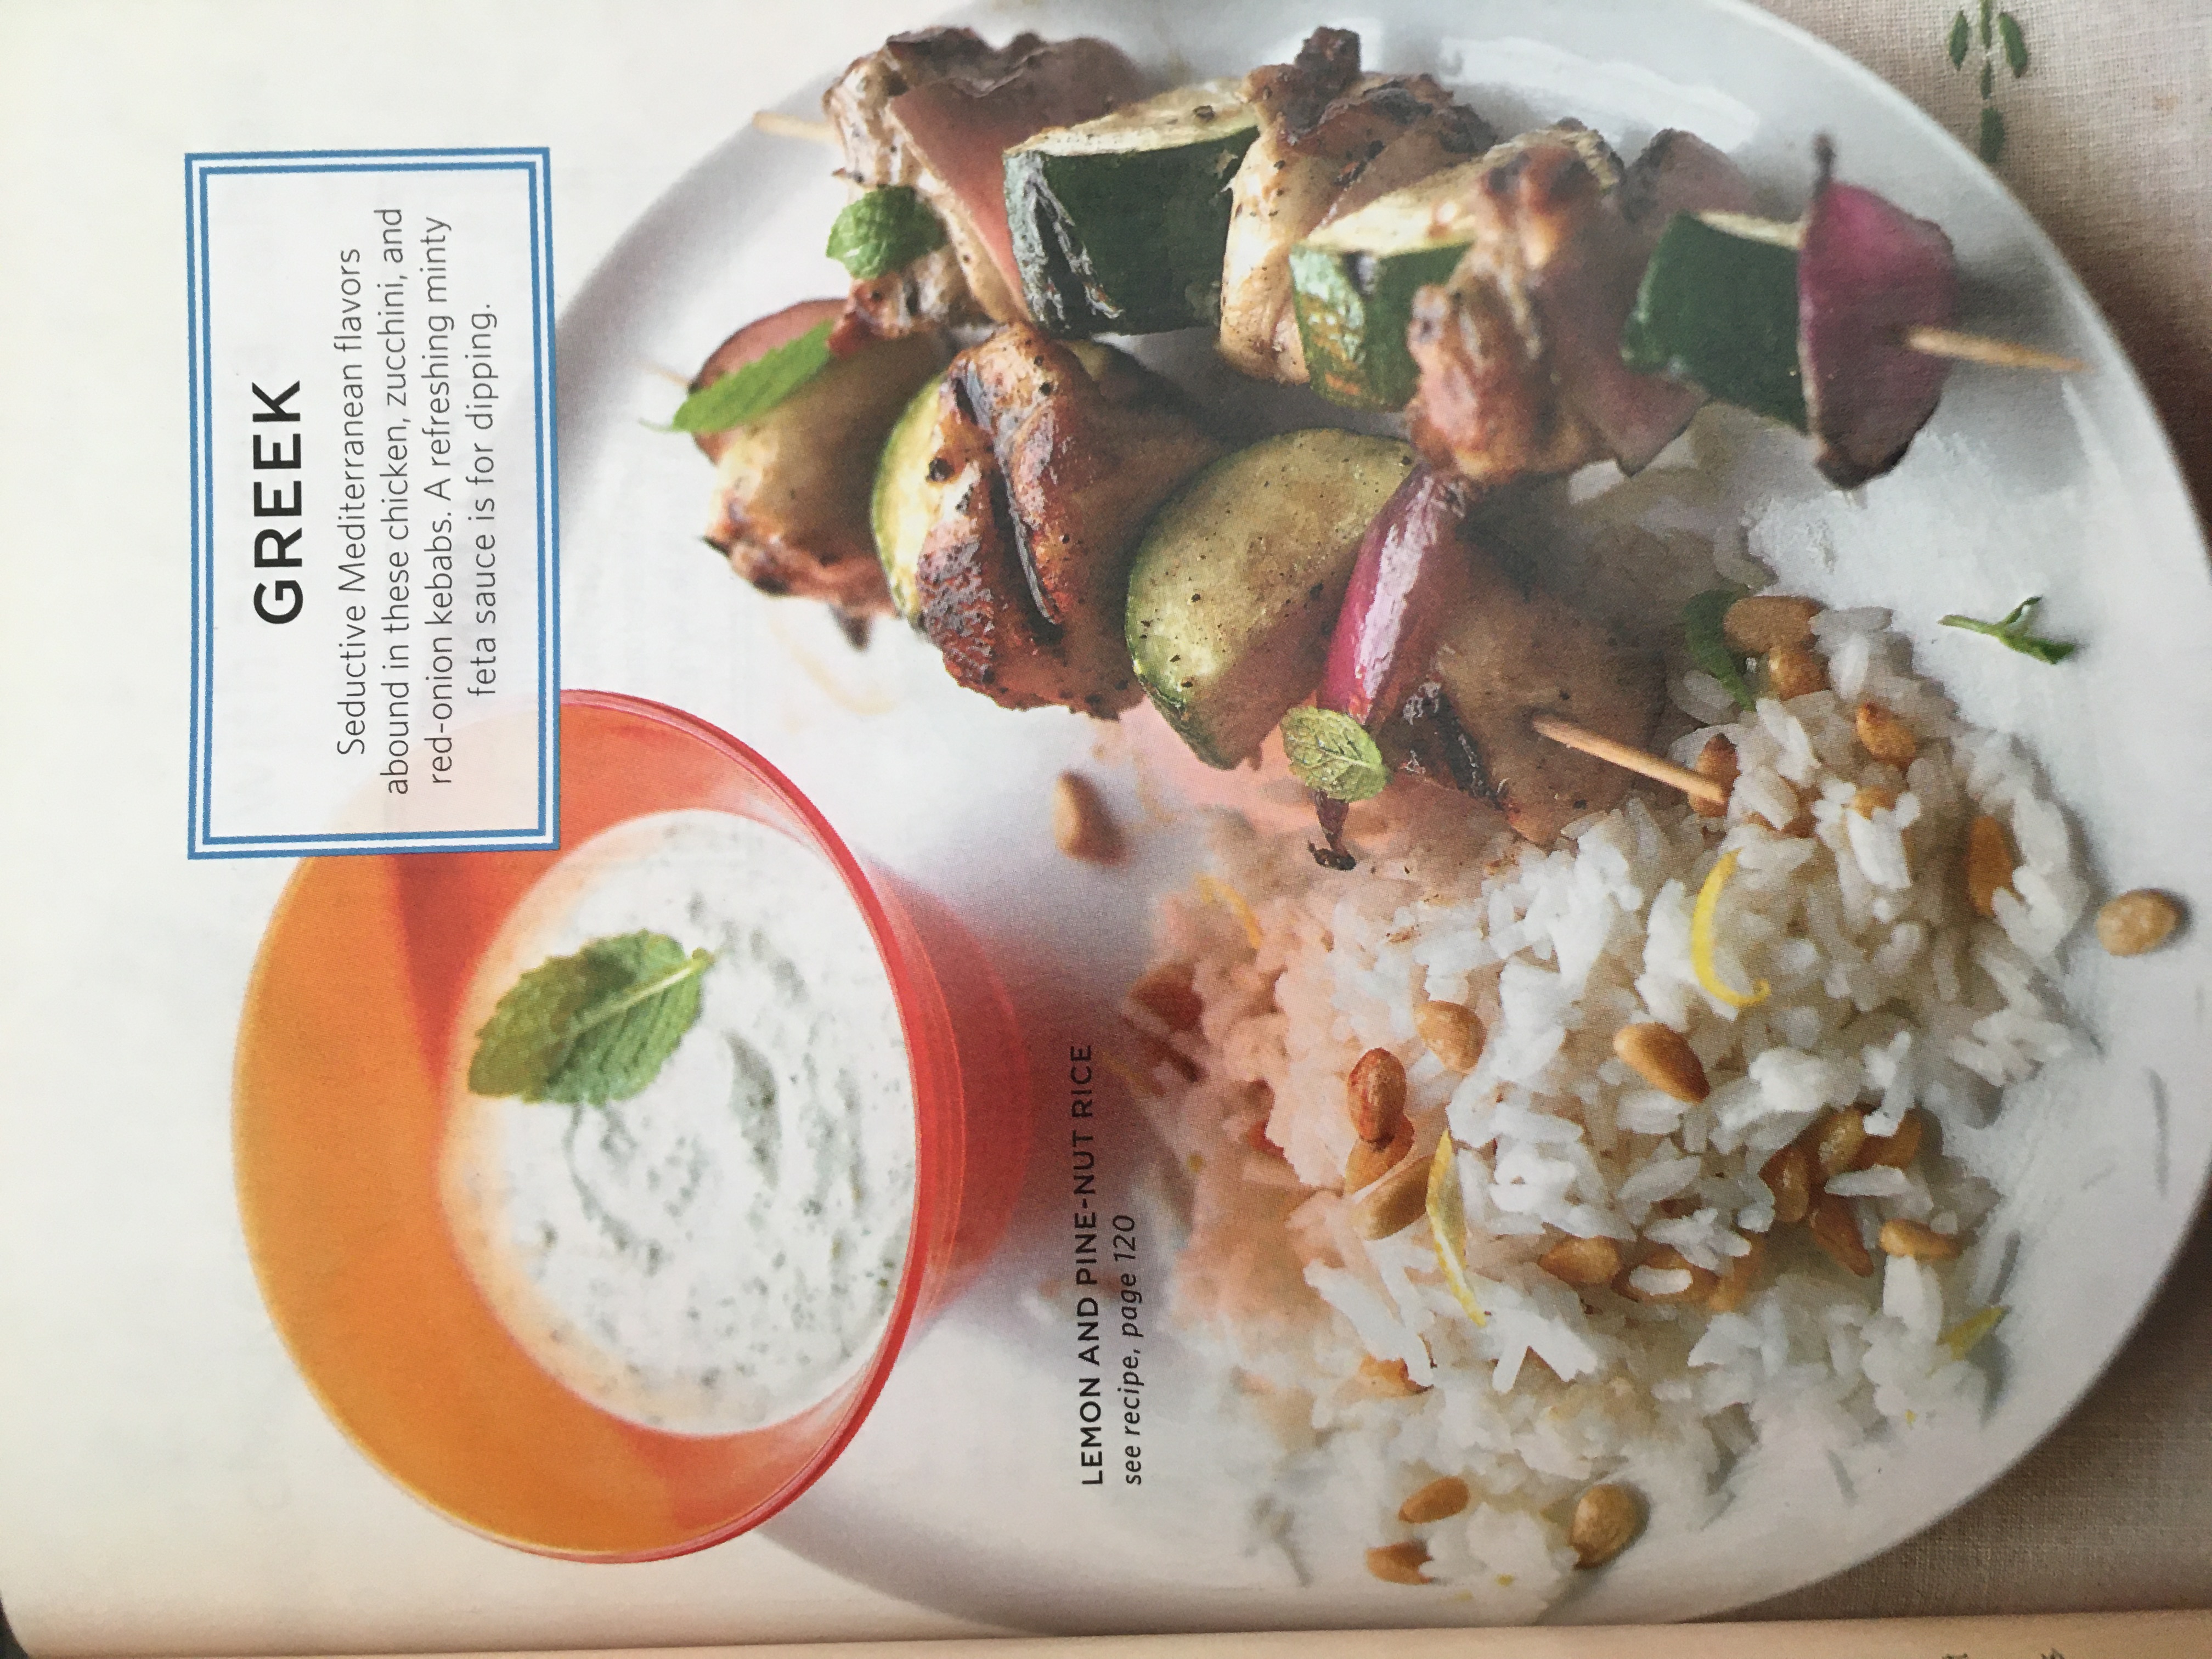 GREEK
Seductive Mediterranean flavors
abound in these chicken, zucchini, and
red-onion kebabs. A refreshing minty
feta sauce is for dipping.
LEMON AND PINE-NUT RICE
see recipe, page 120